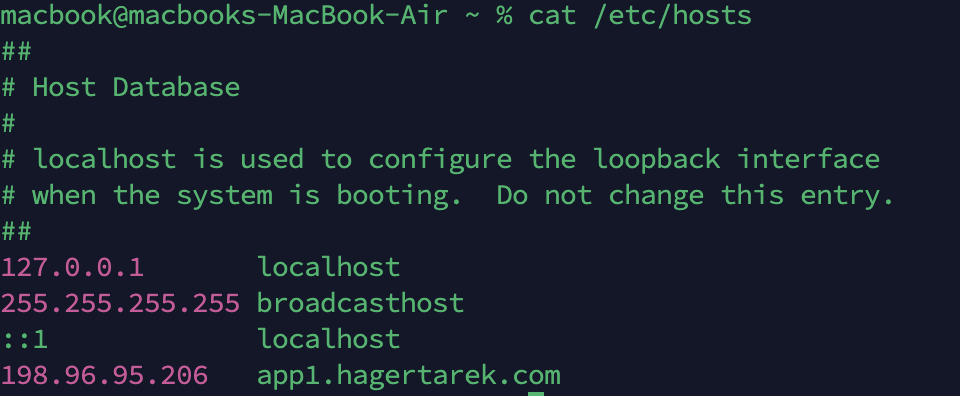 macbook@macbooks-MacBook-Air ~ % cat /etc/hosts
##
# Host Database
#
# localhost is used to configure the loopback interface
# when the system is booting.  Do not change this entry.
##
127.0.0.1       localhost
255.255.255.255 broadcasthost
::1             localhost
198.96.95.206   app1.hagertarek.com